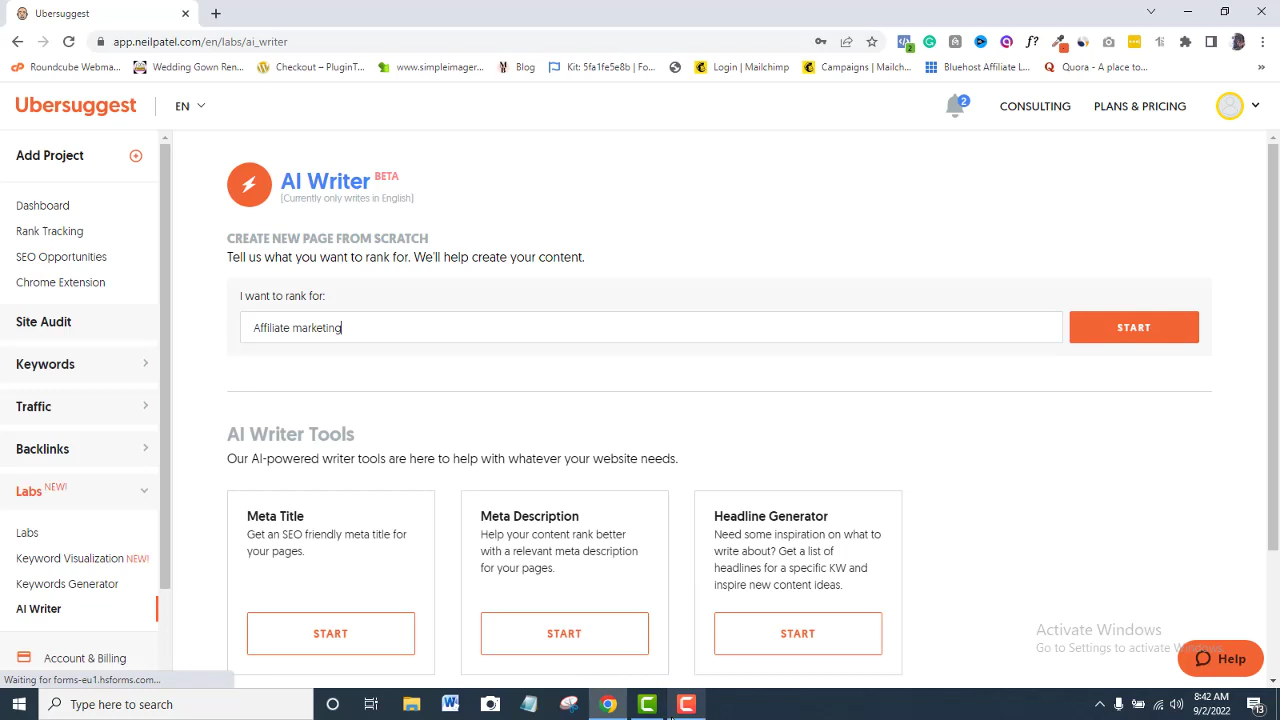 Ubersuggest
app.neilpatel.com/en/labs/ai_writer
2
Roundcube Webma...
Wedding Gown Ren...
Checkout – PluginT...
www.simpleimager...
Blog
Kit: 5fa1fe5e8b | Fo...
Login | Mailchimp
Campaigns | Mailch...
Bluehost Affiliate L...
Quora - A place to...
»
Ubersuggest
EN
2
CONSULTING
PLANS & PRICING
Add Project
Dashboard
Rank Tracking
SEO Opportunities
Chrome Extension
Site Audit
Keywords
Traffic
Backlinks
Labs NEW!
Labs
Keyword Visualization NEW!
Keywords Generator
AI Writer
Account & Billing
AI Writer BETA
[Currently only writes in English]
CREATE NEW PAGE FROM SCRATCH
Tell us what you want to rank for. We'll help create your content.
I want to rank for:
Affiliate marketing
START
AI Writer Tools
Our AI-powered writer tools are here to help with whatever your website needs.
Meta Title
Get an SEO friendly meta title for
your pages.
START
Meta Description
Help your content rank better
with a relevant meta description
for your pages.
START
Headline Generator
Need some inspiration on what to
write about? Get a list of
headlines for a specific KW and
inspire new content ideas.
START
Activate Windows
Go to Settings to activate Windows.
Help
Waiting for forms-eu1.hsforms.com...
Type here to search
8:42 AM
9/2/2022